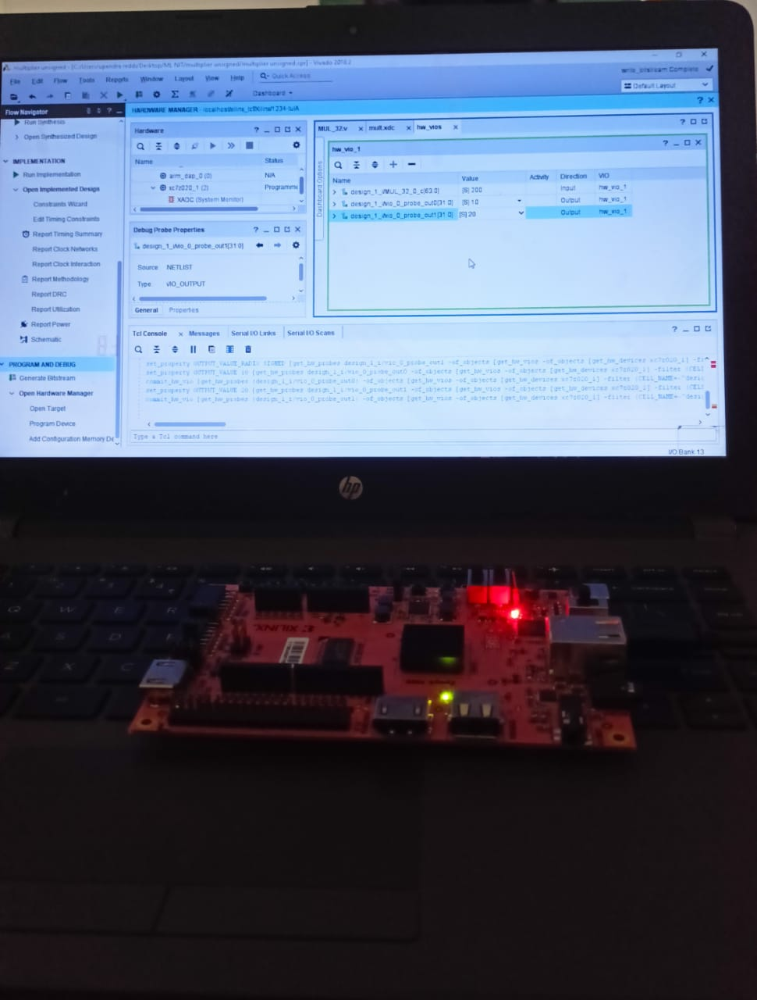 multiplier unsigned - [C:/Users/upendra reddi/Desktop/ML NIT/multiplier unsigned/multiplier unsigned.xpr] - Vivado 2018.2
File Edit Flow Tools Reports Window Layout View Help Quick Access
write_bitstream Complete
Dashboard
Default Layout
Flow Navigator
HARDWARE MANAGER - localhost/xilinx_tcf/Xilinx/1234-tulA
Run Synthesis
Open Synthesized Design
IMPLEMENTATION
Run Implementation
Open Implemented Design
Constraints Wizard
Edit Timing Constraints
Report Timing Summary
Report Clock Networks
Report Clock Interaction
Report Methodology
Report DRC
Report Utilization
Report Power
Schematic
PROGRAM AND DEBUG
Generate Bitstream
Open Hardware Manager
Open Target
Program Device
Add Configuration Memory De
Hardware
Name Status
arm_dap_0 (0) N/A
xc7z020_1 (2) Programme
XADC (System Monitor)
Debug Probe Properties
design_1_i/vio_0_probe_out1[31:0]
Source NETLIST
Type VIO_OUTPUT
General Properties
MUL_32.v mult.xdc hw_vios
Dashboard Options
hw_vio_1
Name Value Activity Direction VIO
design_1_i/MUL_32_0_c[63:0] [S] 200 Input hw_vio_1
design_1_i/vio_0_probe_out0[31:0] [S] 10 Output hw_vio_1
design_1_i/vio_0_probe_out1[31:0] [S] 20 Output hw_vio_1
Tcl Console Messages Serial I/O Links Serial I/O Scans
set_property OUTPUT_VALUE_RADIX SIGNED [get_hw_probes design_1_i/vio_0_probe_out1 -of_objects [get_hw_vios -of_objects [get_hw_devices xc7z020_1] -fi
set_property OUTPUT_VALUE 10 [get_hw_probes design_1_i/vio_0_probe_out0 -of_objects [get_hw_vios -of_objects [get_hw_devices xc7z020_1] -filter {CELL
commit_hw_vio [get_hw_probes {design_1_i/vio_0_probe_out0} -of_objects [get_hw_vios -of_objects [get_hw_devices xc7z020_1] -filter {CELL_NAME=~"desi
set_property OUTPUT_VALUE 20 [get_hw_probes design_1_i/vio_0_probe_out1 -of_objects [get_hw_vios -of_objects [get_hw_devices xc7z020_1] -filter {CELL
commit_hw_vio [get_hw_probes {design_1_i/vio_0_probe_out1} -of_objects [get_hw_vios -of_objects [get_hw_devices xc7z020_1] -filter {CELL_NAME=~"desi
Type a Tcl command here
I/O Bank 13
hp
XILINX
Q W E R
A S D F
Z X C